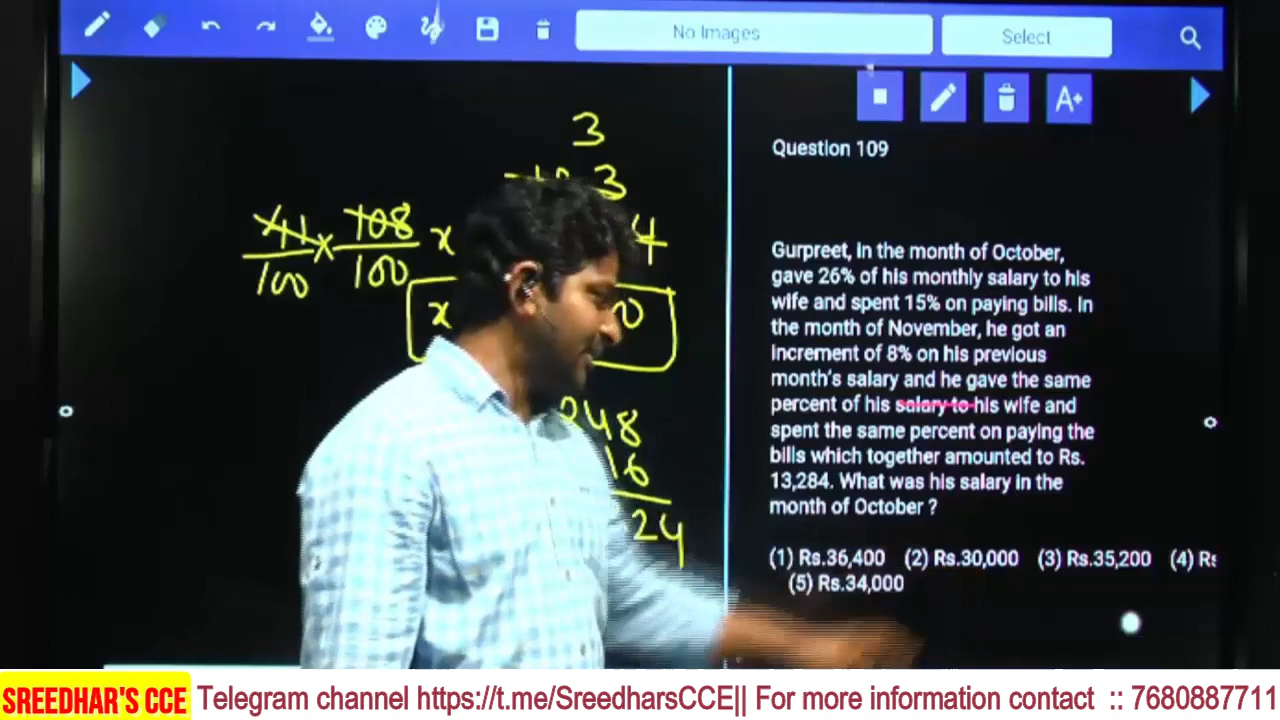 No Images
Select
A+
Question 109
Gurpreet, In the month of October,
gave 26% of his monthly salary to his
wife and spent 15% on paying bills. In
the month of November, he got an
Increment of 8% on his previous
month's salary and he gave the same
percent of his salary to his wife and
spent the same percent on paying the
bills which together amounted to Rs.
13,284. What was his salary in the
month of October ?
(1) Rs.36,400 (2) Rs.30,000 (3) Rs.35,200 (4) Rs
(5) Rs.34,000
3
3
41/100 x 108/100 x
4
x
0
248
16
24
SREEDHAR'S CCE Telegram channel https://t.me/SreedharsCCE|| For more information contact :: 7680887711